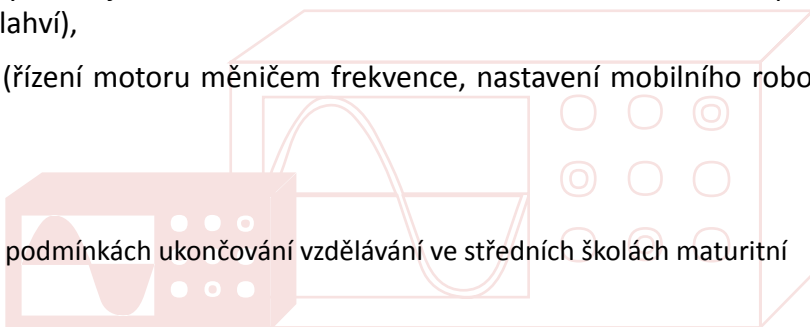 lahví),
(řízení motoru měničem frekvence, nastavení mobilního robo
podmínkách ukončování vzdělávání ve středních školách maturitní